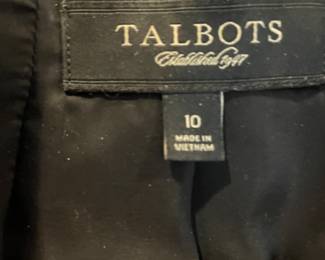 TALBOTS
Established 1947
10
MADE IN
VIETNAM